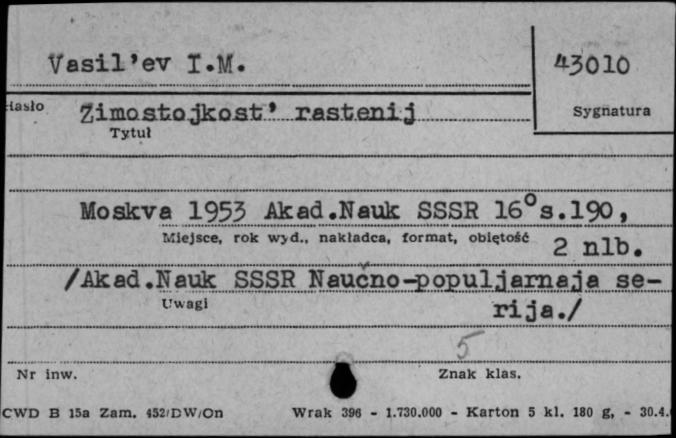 Vasil'ev I.M.
43010
Hasło
Zimostojkost' rastenij
Sygnatura
Tytuł
Moskva 1953 Akad.Nauk SSSR 16°s.190,
Miejsce, rok wyd., nakładca, format, objętość
2 nlb.
/Akad.Nauk SSSR Naučno-populjarnaja se-
Uwagi
rija./
5
Nr inw.
Znak klas.
CWD B 15a Zam. 452/DW/On
Wrak 396 - 1.730.000 - Karton 5 kl. 180 g, - 30.4.